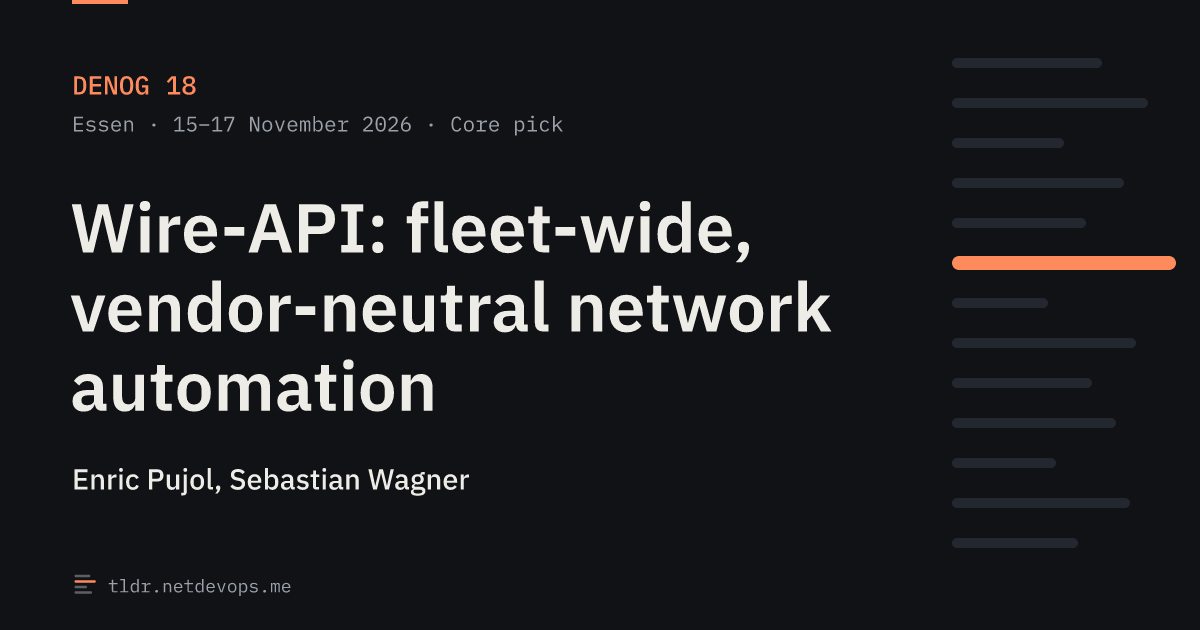 DENOG 18
Essen · 15–17 November 2026 · Core pick
Wire-API: fleet-wide,
vendor-neutral network
automation
Enric Pujol, Sebastian Wagner
tldr.netdevops.me